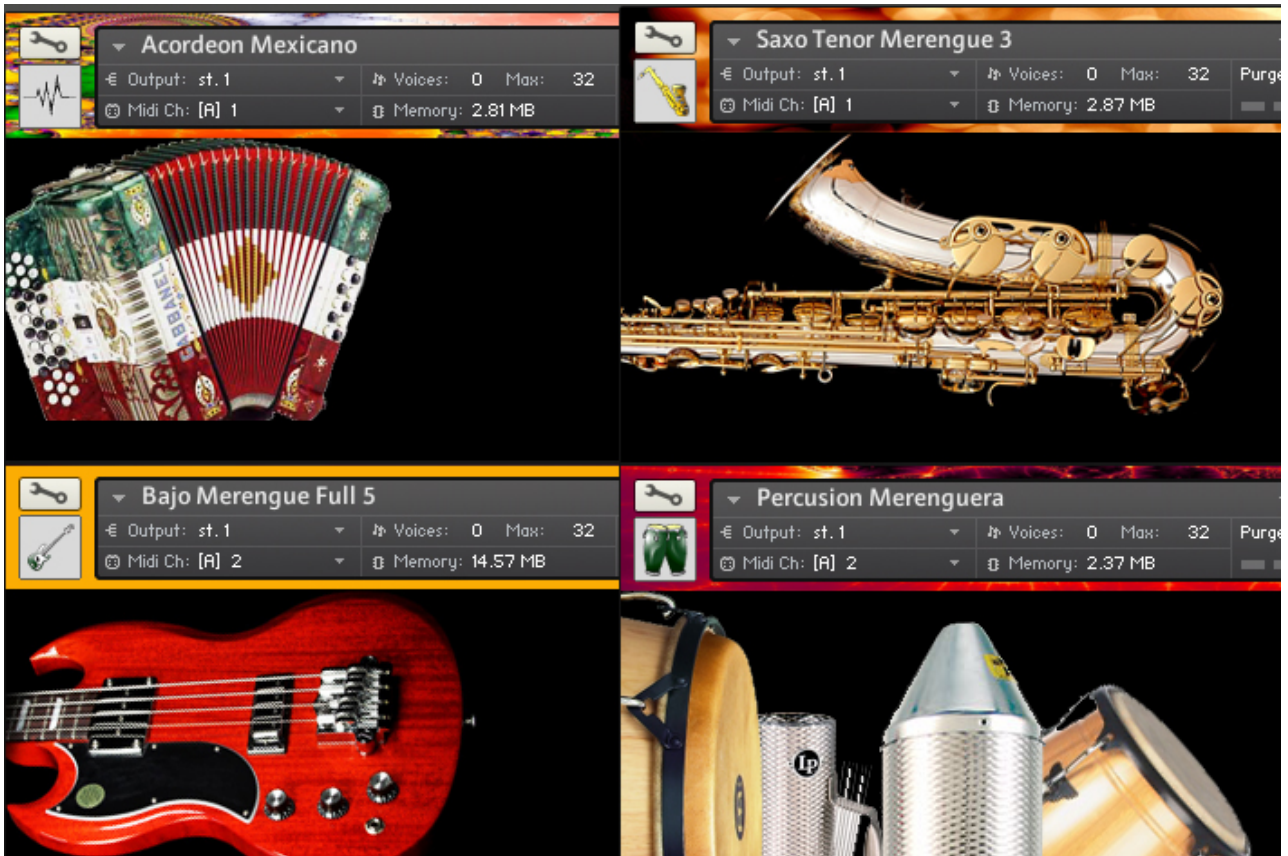 Acordeon Mexicano
Output: st.1 Voices: 0 Max: 32
Midi Ch: [A] 1 Memory: 2.81 MB
Saxo Tenor Merengue 3
Output: st.1 Voices: 0 Max: 32 Purge
Midi Ch: [A] 1 Memory: 2.87 MB
GABBANEL
Bajo Merengue Full 5
Output: st.1 Voices: 0 Max: 32
Midi Ch: [A] 2 Memory: 14.57 MB
Percusion Merenguera
Output: st.1 Voices: 0 Max: 32 Purge
Midi Ch: [A] 2 Memory: 2.37 MB
LP